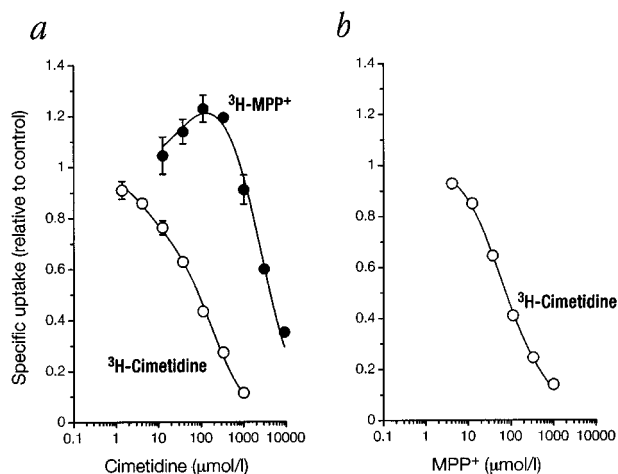 a
b
Specific uptake (relative to control)
1.4
1.2
1
0.8
0.6
0.4
0.2
0
³H-MPP⁺
³H-Cimetidine
0.1 1 10 100 1000 10000
Cimetidine (μmol/l)
1.4
1.2
1
0.8
0.6
0.4
0.2
0
³H-Cimetidine
0.1 1 10 100 1000 10000
MPP⁺ (μmol/l)